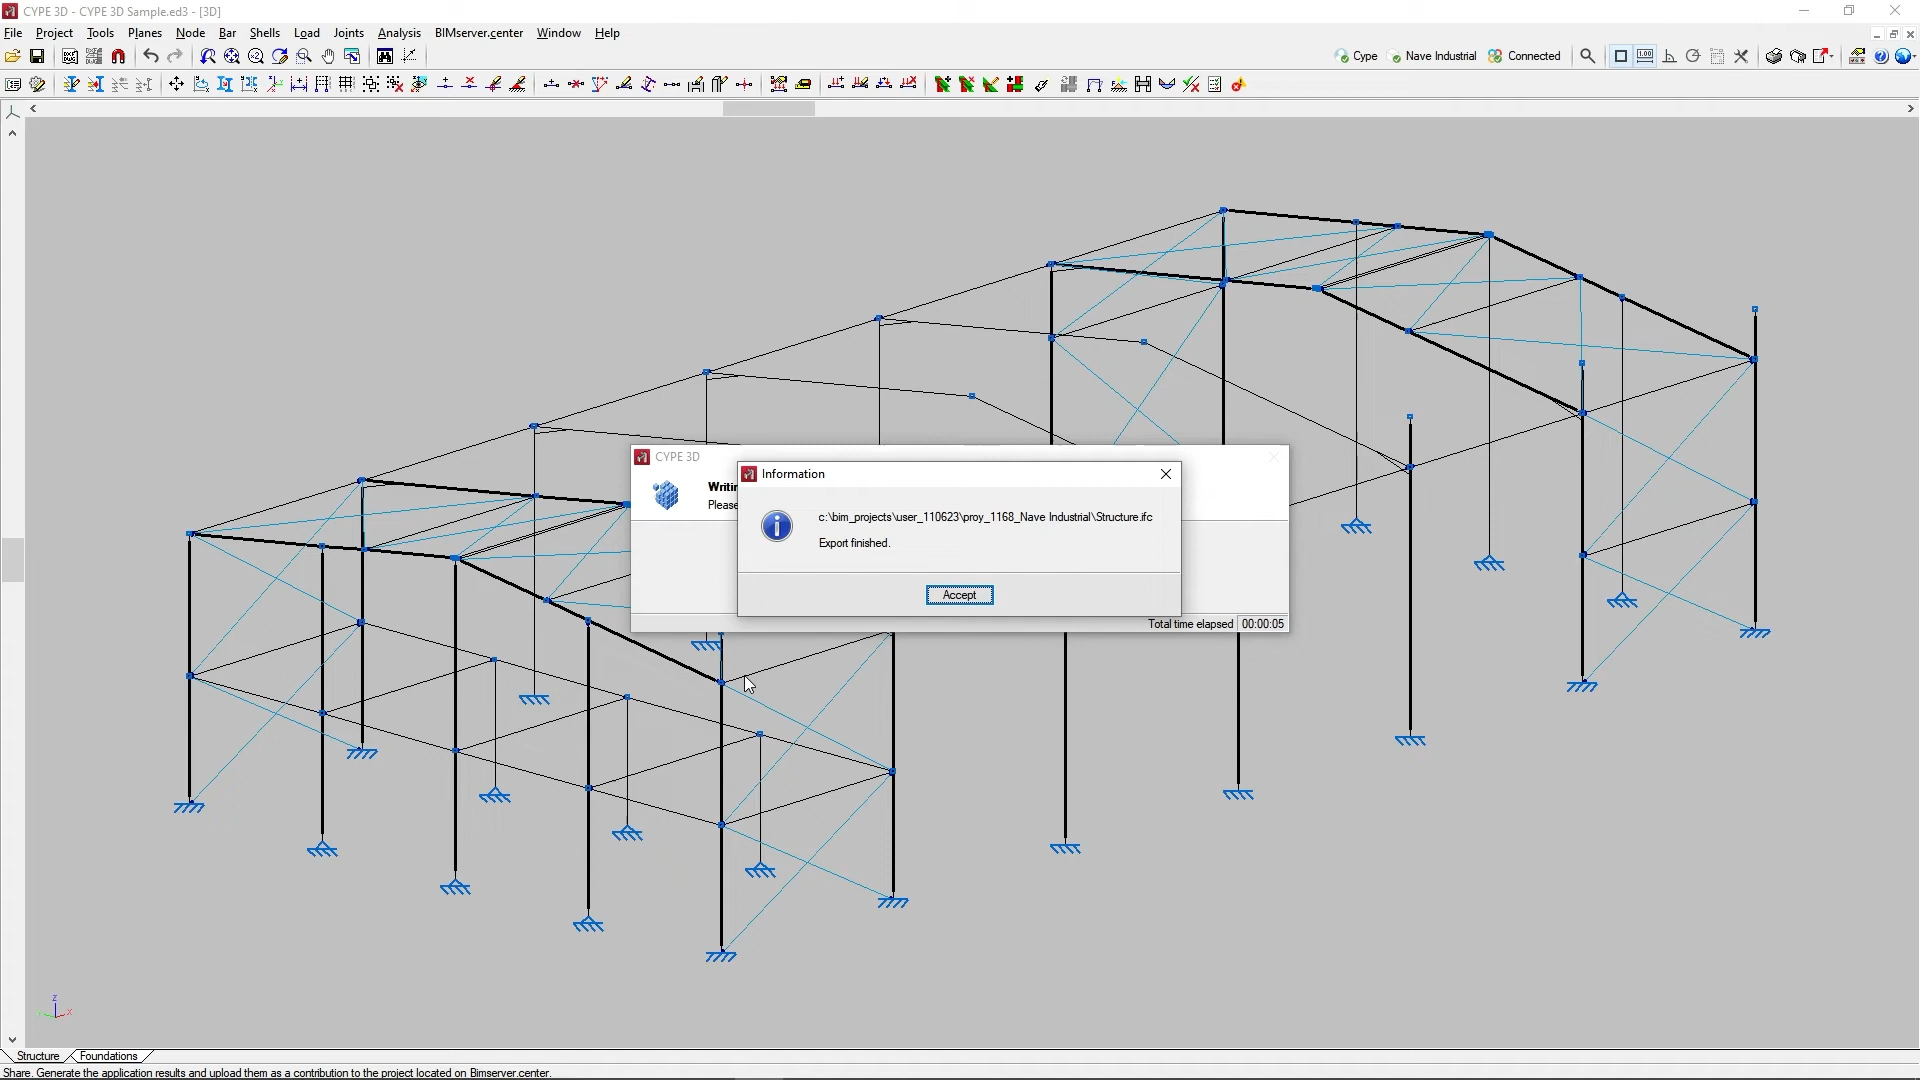 CYPE 3D - CYPE 3D Sample.ed3 - [3D]
File Project Tools Planes Node Bar Shells Load Joints Analysis BIMserver.center Window Help
Cype Nave Industrial Connected
CYPE 3D
Information
Writin
Please
c:\bim_projects\user_110623\proy_1168_Nave Industrial\Structure.ifc
Export finished.
Accept
Total time elapsed 00:00:05
z
x
Structure Foundations
Share. Generate the application results and upload them as a contribution to the project located on Bimserver.center.